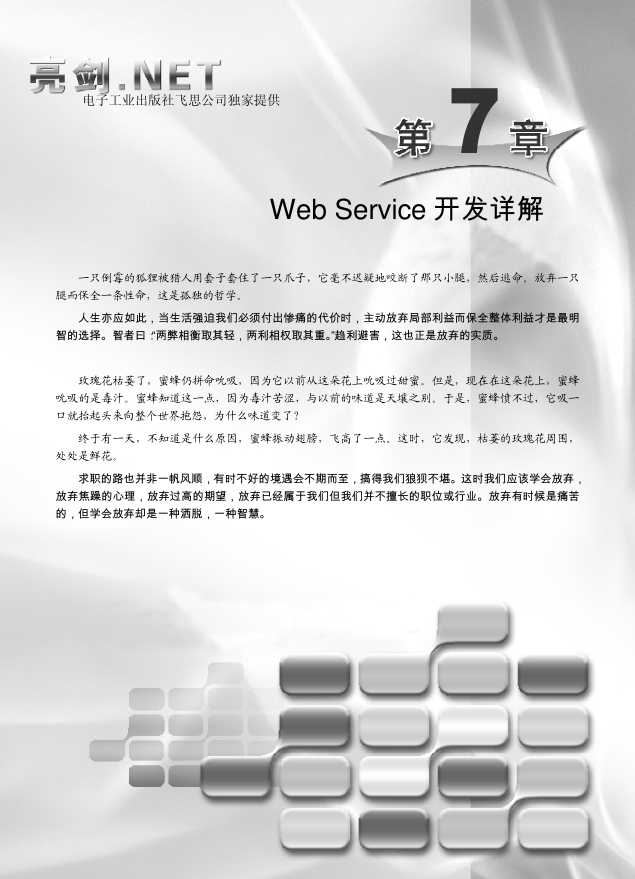 亮剑.NET
电子工业出版社飞思公司独家提供
第7章
Web Service 开发详解
一只倒霉的狐狸被猎人用套子套住了一只爪子，它毫不迟疑地咬断了那只小腿，然后逃命。放弃一只
腿而保全一条性命，这是孤独的哲学。
人生亦应如此，当生活强迫我们必须付出惨痛的代价时，主动放弃局部利益而保全整体利益才是最明
智的选择。智者曰：“两弊相衡取其轻，两利相权取其重。”趋利避害，这也正是放弃的实质。
玫瑰花枯萎了，蜜蜂仍拼命吮吸，因为它以前从这朵花上吮吸过甜蜜。但是，现在在这朵花上，蜜蜂
吮吸的是毒汁。蜜蜂知道这一点，因为毒汁苦涩，与以前的味道是天壤之别。于是，蜜蜂愤不过，它吸一
口就抬起头来向整个世界抱怨，为什么味道变了？
终于有一天，不知道是什么原因，蜜蜂振动翅膀，飞高了一点。这时，它发现，枯萎的玫瑰花周围，
处处是鲜花。
求职的路也并非一帆风顺，有时不好的境遇会不期而至，搞得我们狼狈不堪。这时我们应该学会放弃，
放弃焦躁的心理，放弃过高的期望，放弃已经属于我们但我们并不擅长的职位或行业。放弃有时候是痛苦
的，但学会放弃却是一种洒脱，一种智慧。